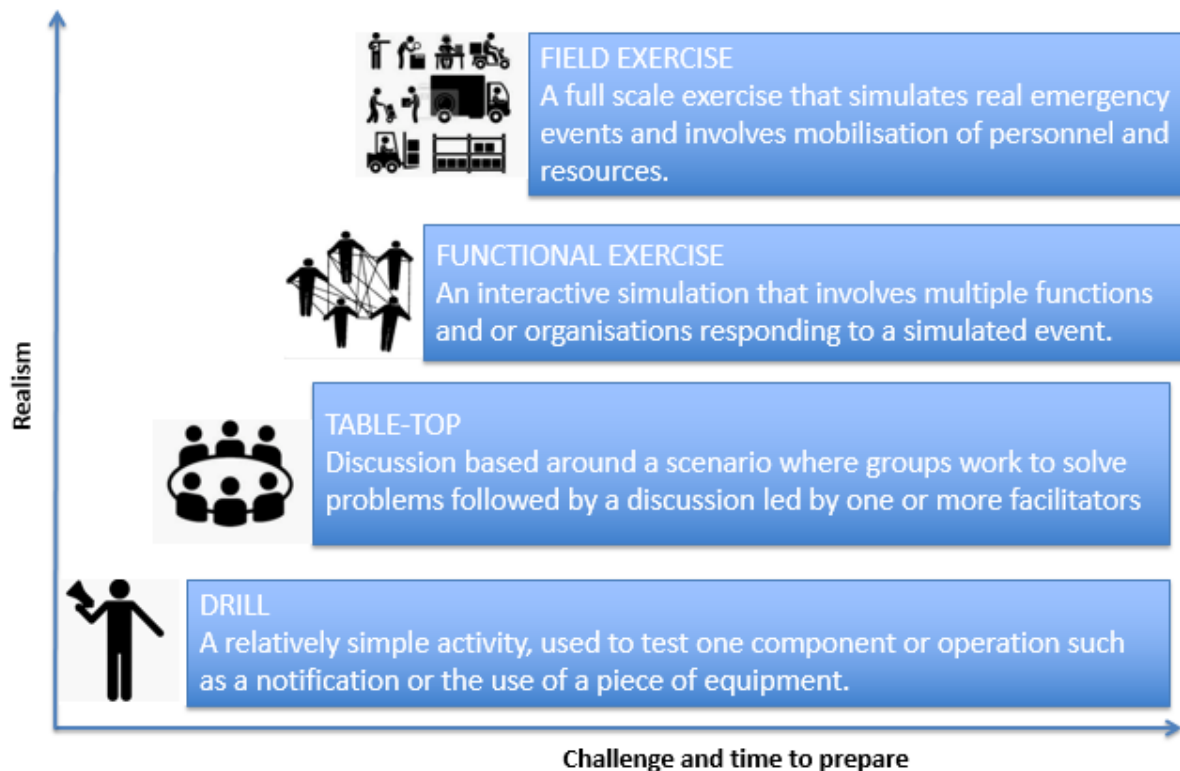 FIELD EXERCISE
A full scale exercise that simulates real emergency
events and involves mobilisation of personnel and
resources.
FUNCTIONAL EXERCISE
An interactive simulation that involves multiple functions
and or organisations responding to a simulated event.
TABLE-TOP
Discussion based around a scenario where groups work to solve
problems followed by a discussion led by one or more facilitators
DRILL
A relatively simple activity, used to test one component or operation such
as a notification or the use of a piece of equipment.
Realism
Challenge and time to prepare